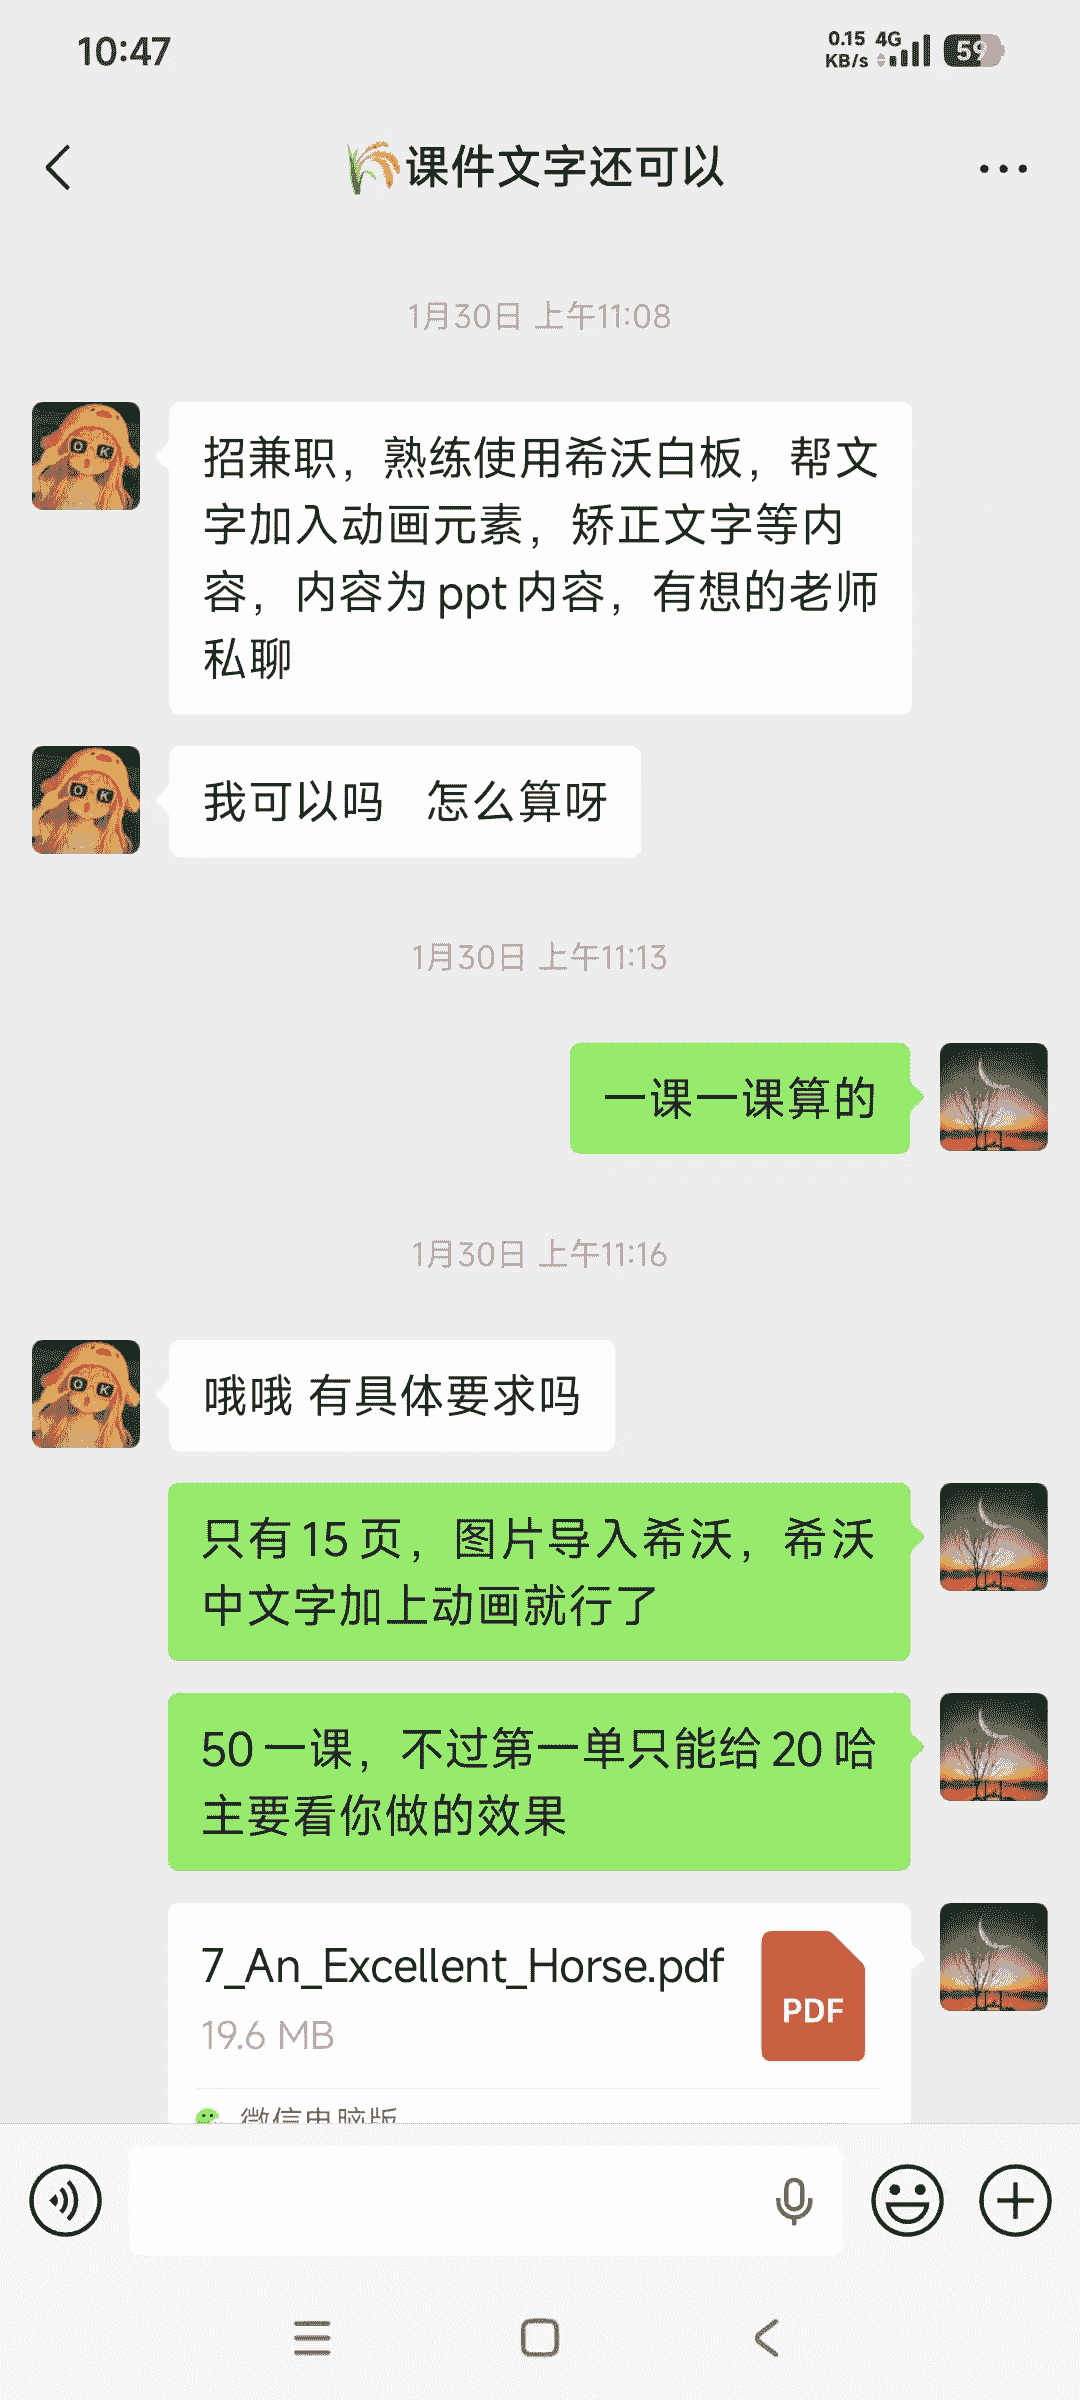 10:47
0.15 4G
KB/s
59
🌾课件文字还可以
1月30日 上午11:08
招兼职，熟练使用希沃白板，帮文
字加入动画元素，矫正文字等内
容，内容为ppt内容，有想的老师
私聊
我可以吗 怎么算呀
1月30日 上午11:13
一课一课算的
1月30日 上午11:16
哦哦 有具体要求吗
只有15页，图片导入希沃，希沃
中文字加上动画就行了
50一课，不过第一单只能给20哈
主要看你做的效果
7_An_Excellent_Horse.pdf
19.6 MB
PDF
微信电脑版